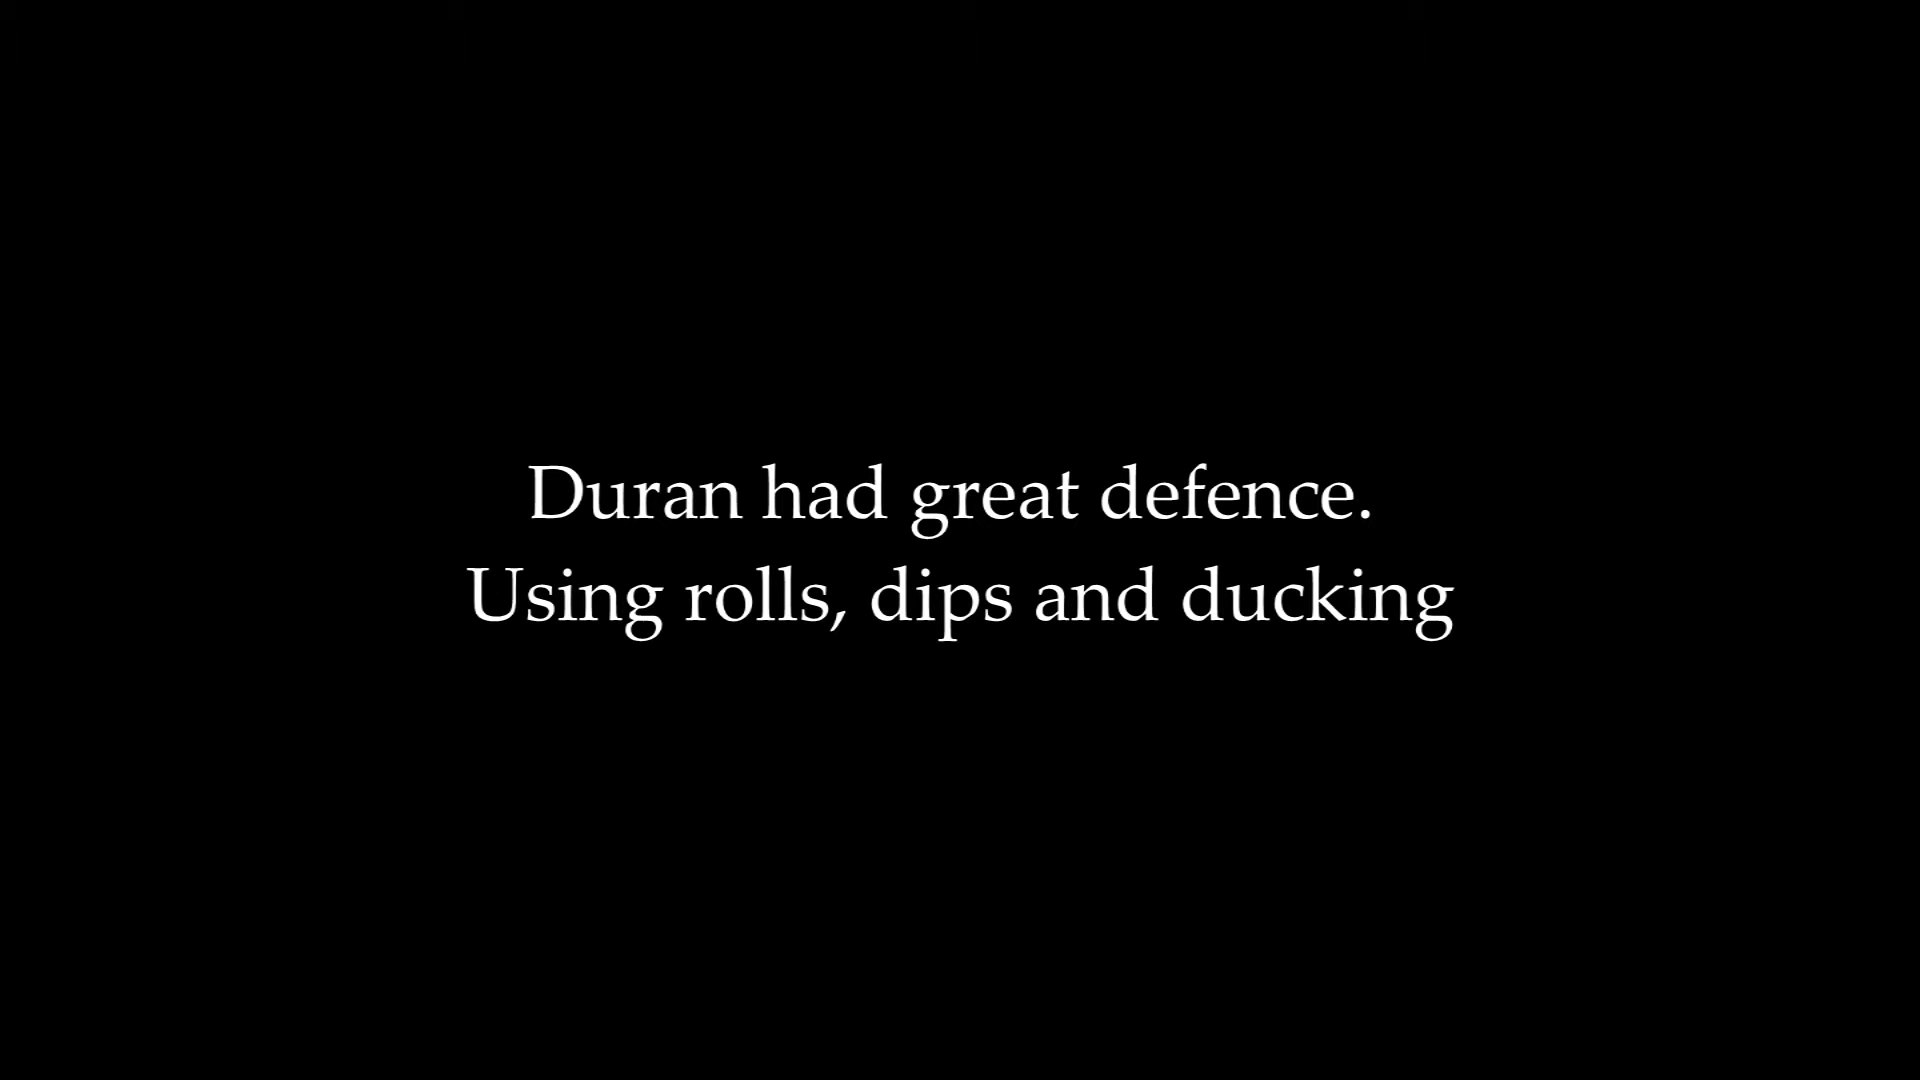 Duran had great defence.
Using rolls, dips and ducking